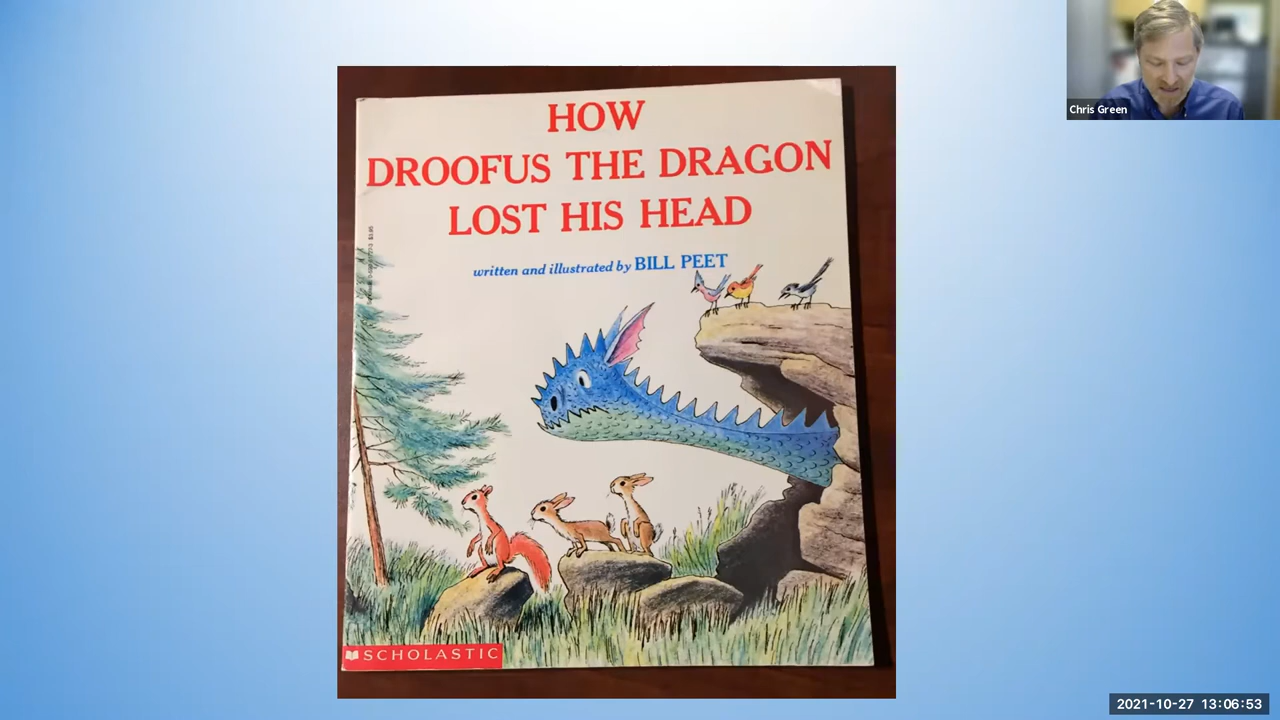 HOW
DROOFUS THE DRAGON
LOST HIS HEAD
written and illustrated by BILL PEET
SCHOLASTIC
Chris Green
2021-10-27 13:06:53